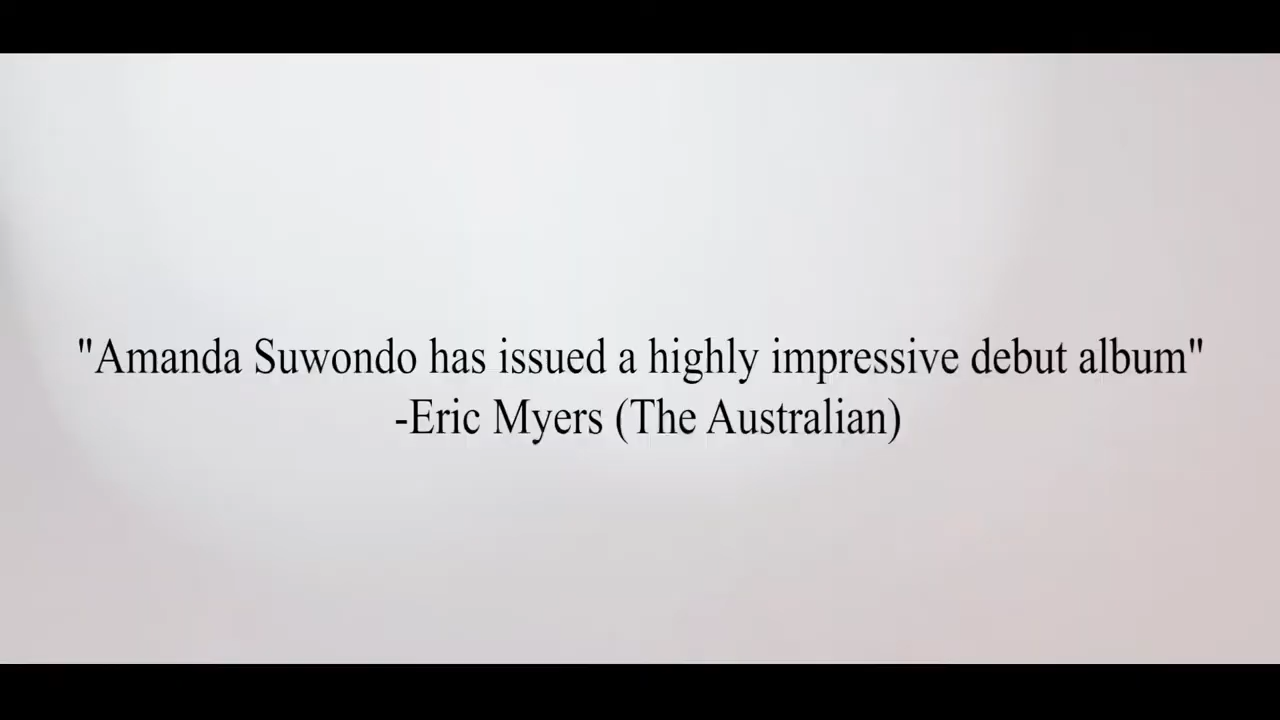 "Amanda Suwondo has issued a highly impressive debut album"
-Eric Myers (The Australian)